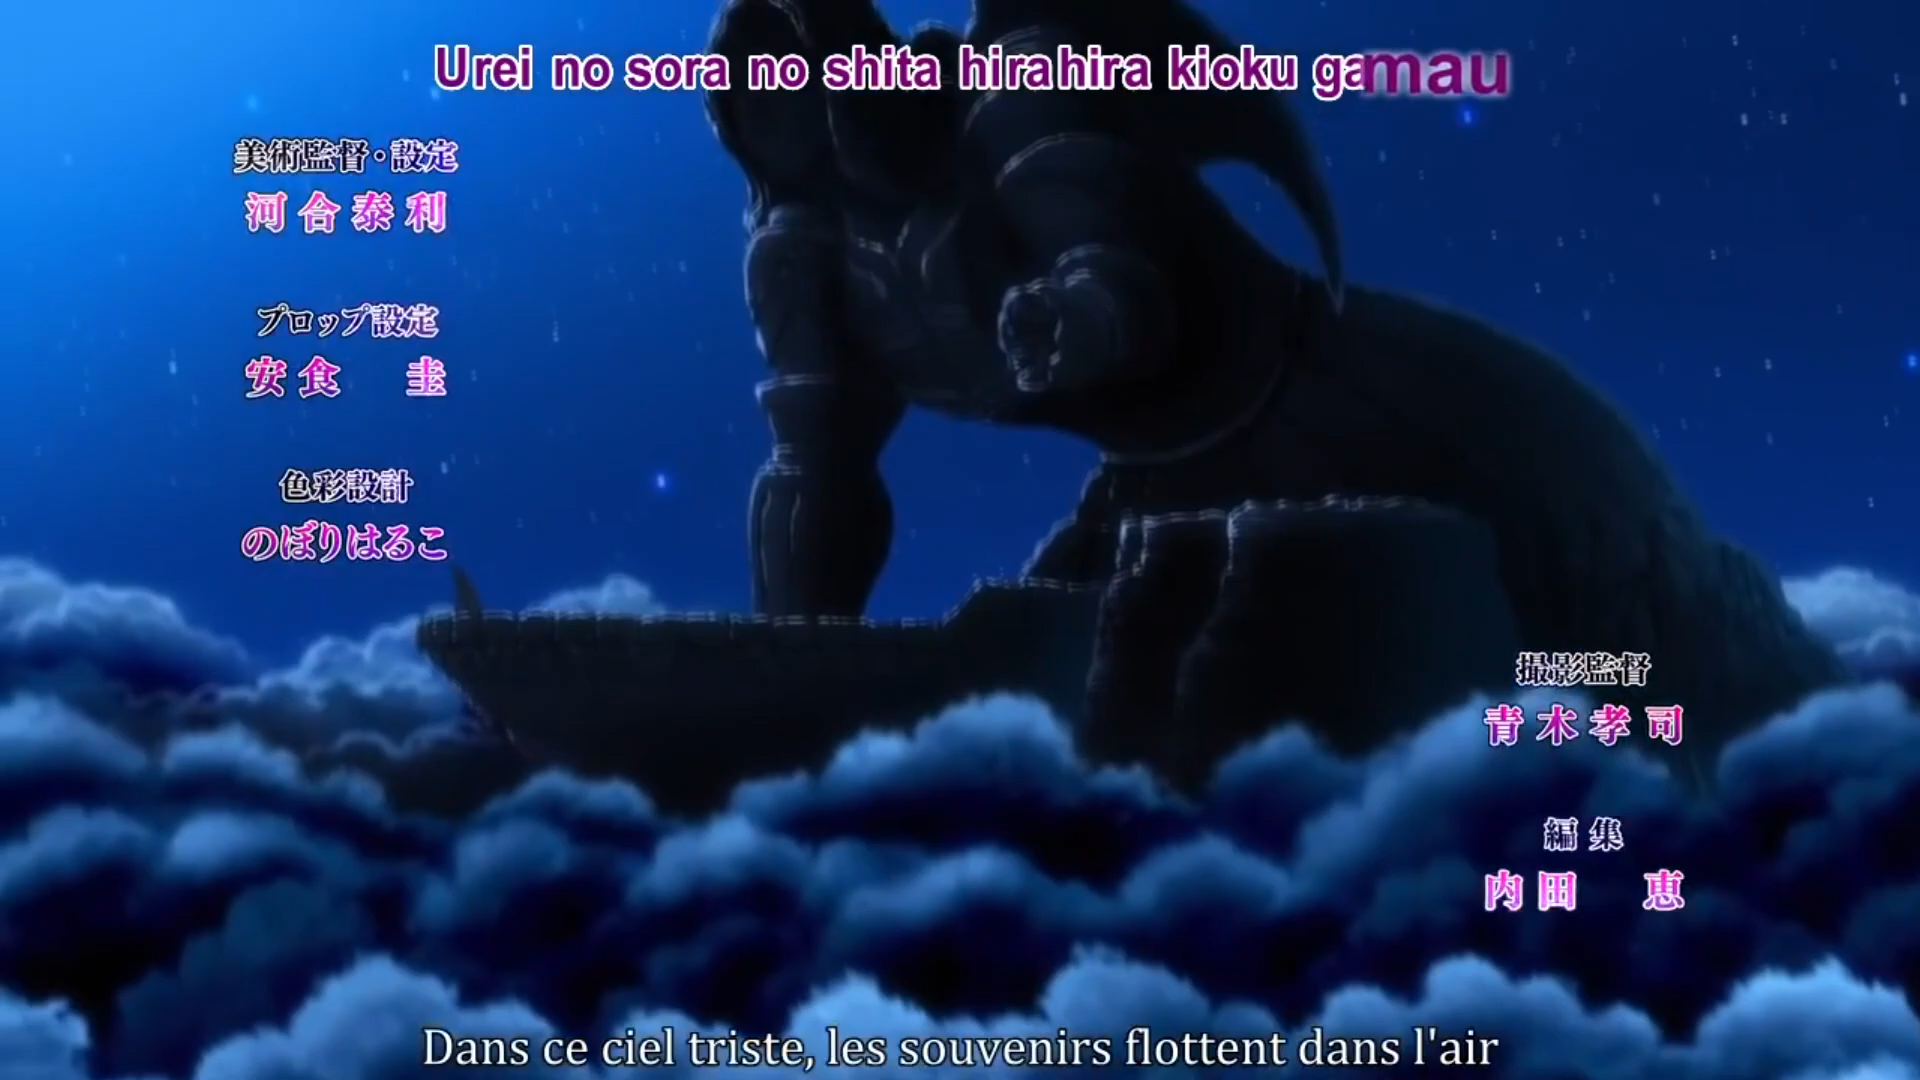 Urei no sora no shita hirahira kioku ga mau
美術監督・設定
河合泰利
プロップ設定
安食 圭
色彩設計
のぼりはるこ
撮影監督
青木孝司
編集
内田 恵
Dans ce ciel triste, les souvenirs flottent dans l'air